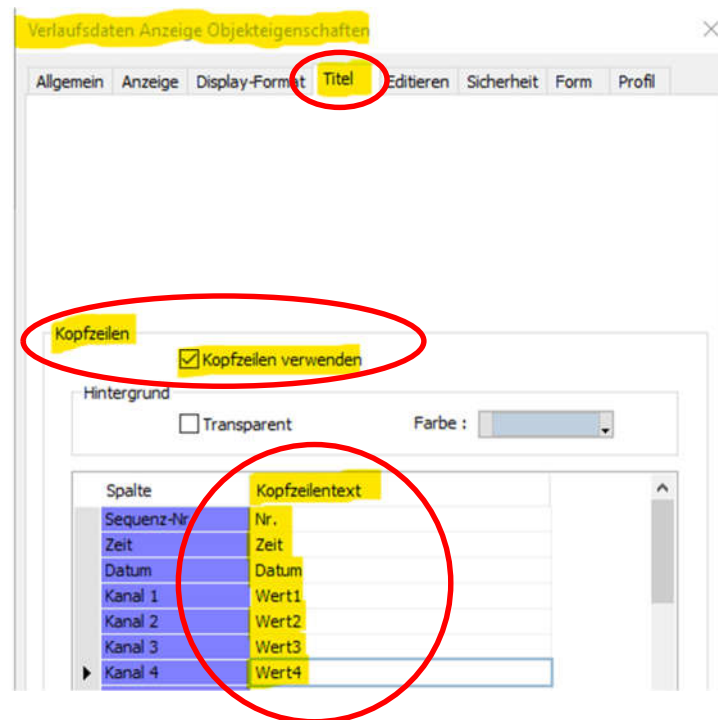 Verlaufsdaten Anzeige Objekteigenschaften
Allgemein Anzeige Display-Format Titel Editieren Sicherheit Form Profil
Kopfzeilen
Kopfzeilen verwenden
Hintergrund
Transparent Farbe :
Spalte Kopfzeilentext
Sequenz-Nr Nr.
Zeit Zeit
Datum Datum
Kanal 1 Wert1
Kanal 2 Wert2
Kanal 3 Wert3
Kanal 4 Wert4